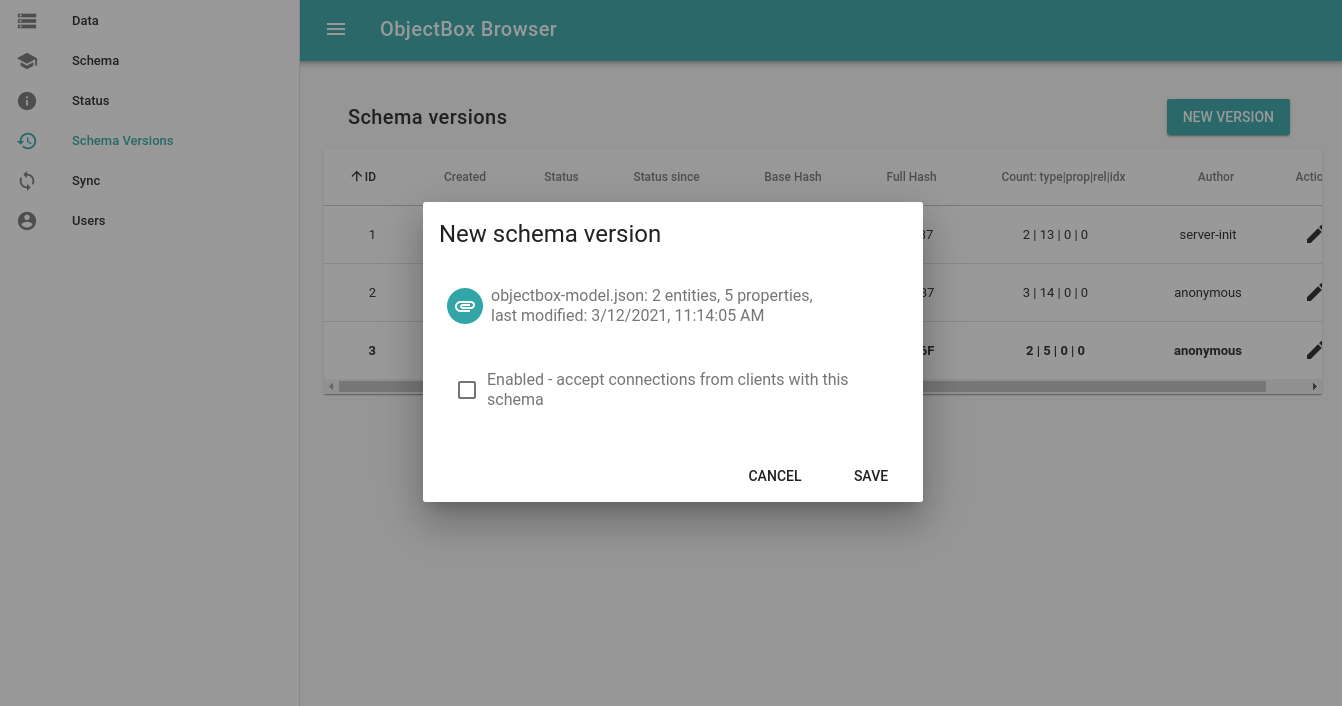 Data
Schema
Status
Schema Versions
Sync
Users
ObjectBox Browser
Schema versions
NEW VERSION
ID Created Status Status since Base Hash Full Hash Count: type|prop|rel|idx Author
1 2 | 13 | 0 | 0 server-init
2 3 | 14 | 0 | 0 anonymous
3 2 | 5 | 0 | 0 anonymous
New schema version
objectbox-model.json: 2 entities, 5 properties,
last modified: 3/12/2021, 11:14:05 AM
Enabled - accept connections from clients with this
schema
CANCEL SAVE